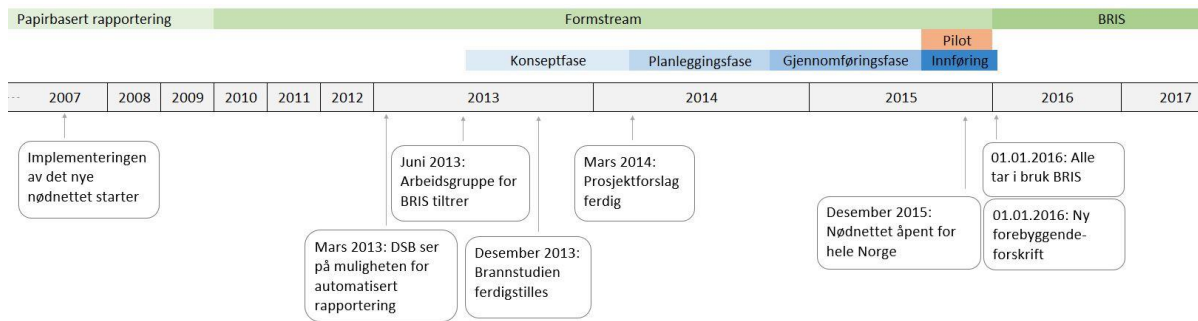 Papirbasert rapportering
Formstream
BRIS
Pilot
Konseptfase
Planleggingsfase
Gjennomføringsfase
Innføring
2007
2008
2009
2010
2011
2012
2013
2014
2015
2016
2017
Implementeringen
av det nye
nødnettet starter
Mars 2013: DSB ser
på muligheten for
automatisert
rapportering
Juni 2013:
Arbeidsgruppe for
BRIS tiltrer
Desember 2013:
Brannstudien
ferdigstilles
Mars 2014:
Prosjektforslag
ferdig
Desember 2015:
Nødnettet åpent for
hele Norge
01.01.2016: Alle
tar i bruk BRIS
01.01.2016: Ny
forebyggende-
forskrift